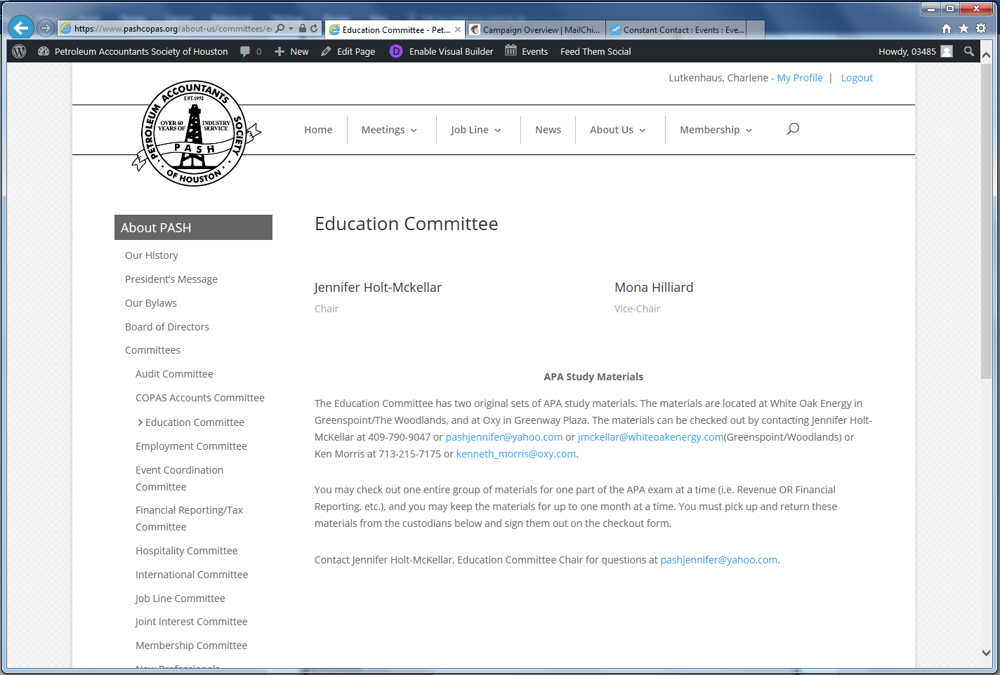 https://www.pashcopas.org/about-us/committees/e
Education Committee - Pet...
Campaign Overview | MailChi...
Constant Contact : Events : Eve...
Petroleum Accountants Society of Houston
0
New
Edit Page
D
Enable Visual Builder
Events
Feed Them Social
Howdy, 03485
Lutkenhaus, Charlene - My Profile | Logout
PETROLEUM ACCOUNTANTS SOCIETY
EST.1952
OVER 60 YEARS OF INDUSTRY SERVICE
PASH
OF HOUSTON
Home
Meetings
Job Line
News
About Us
Membership
About PASH
Our History
President's Message
Our Bylaws
Board of Directors
Committees
Audit Committee
COPAS Accounts Committee
Education Committee
Employment Committee
Event Coordination
Committee
Financial Reporting/Tax
Committee
Hospitality Committee
International Committee
Job Line Committee
Joint Interest Committee
Membership Committee
New Professionals
Education Committee
Jennifer Holt-Mckellar
Chair
Mona Hilliard
Vice-Chair
APA Study Materials
The Education Committee has two original sets of APA study materials. The materials are located at White Oak Energy in
Greenspoint/The Woodlands, and at Oxy in Greenway Plaza. The materials can be checked out by contacting Jennifer Holt-
McKellar at 409-790-9047 or pashjennifer@yahoo.com or jmckellar@whiteoakenergy.com(Greenspoint/Woodlands) or
Ken Morris at 713-215-7175 or kenneth_morris@oxy.com.
You may check out one entire group of materials for one part of the APA exam at a time (i.e. Revenue OR Financial
Reporting, etc.), and you may keep the materials for up to one month at a time. You must pick up and return these
materials from the custodians below and sign them out on the checkout form.
Contact Jennifer Holt-McKellar, Education Committee Chair for questions at pashjennifer@yahoo.com.